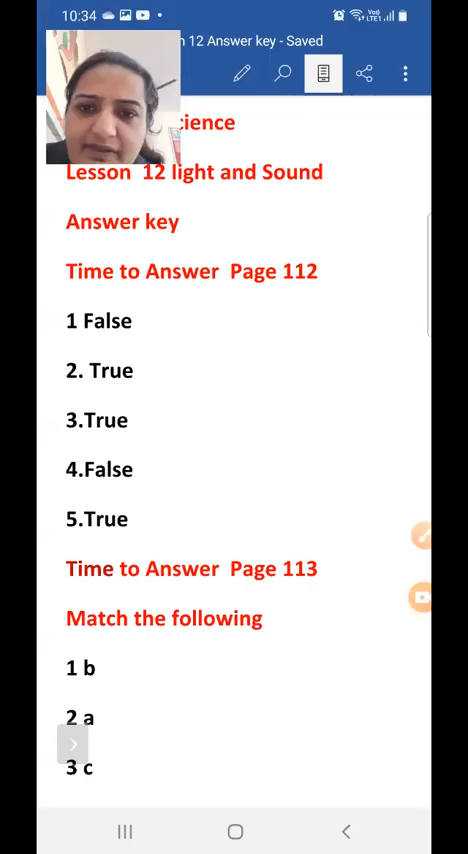 10:34
Vo)) LTE1
n 12 Answer key - Saved
cience
Lesson 12 light and Sound
Answer key
Time to Answer Page 112
1 False
2. True
3.True
4.False
5.True
Time to Answer Page 113
Match the following
1 b
2 a
3 c